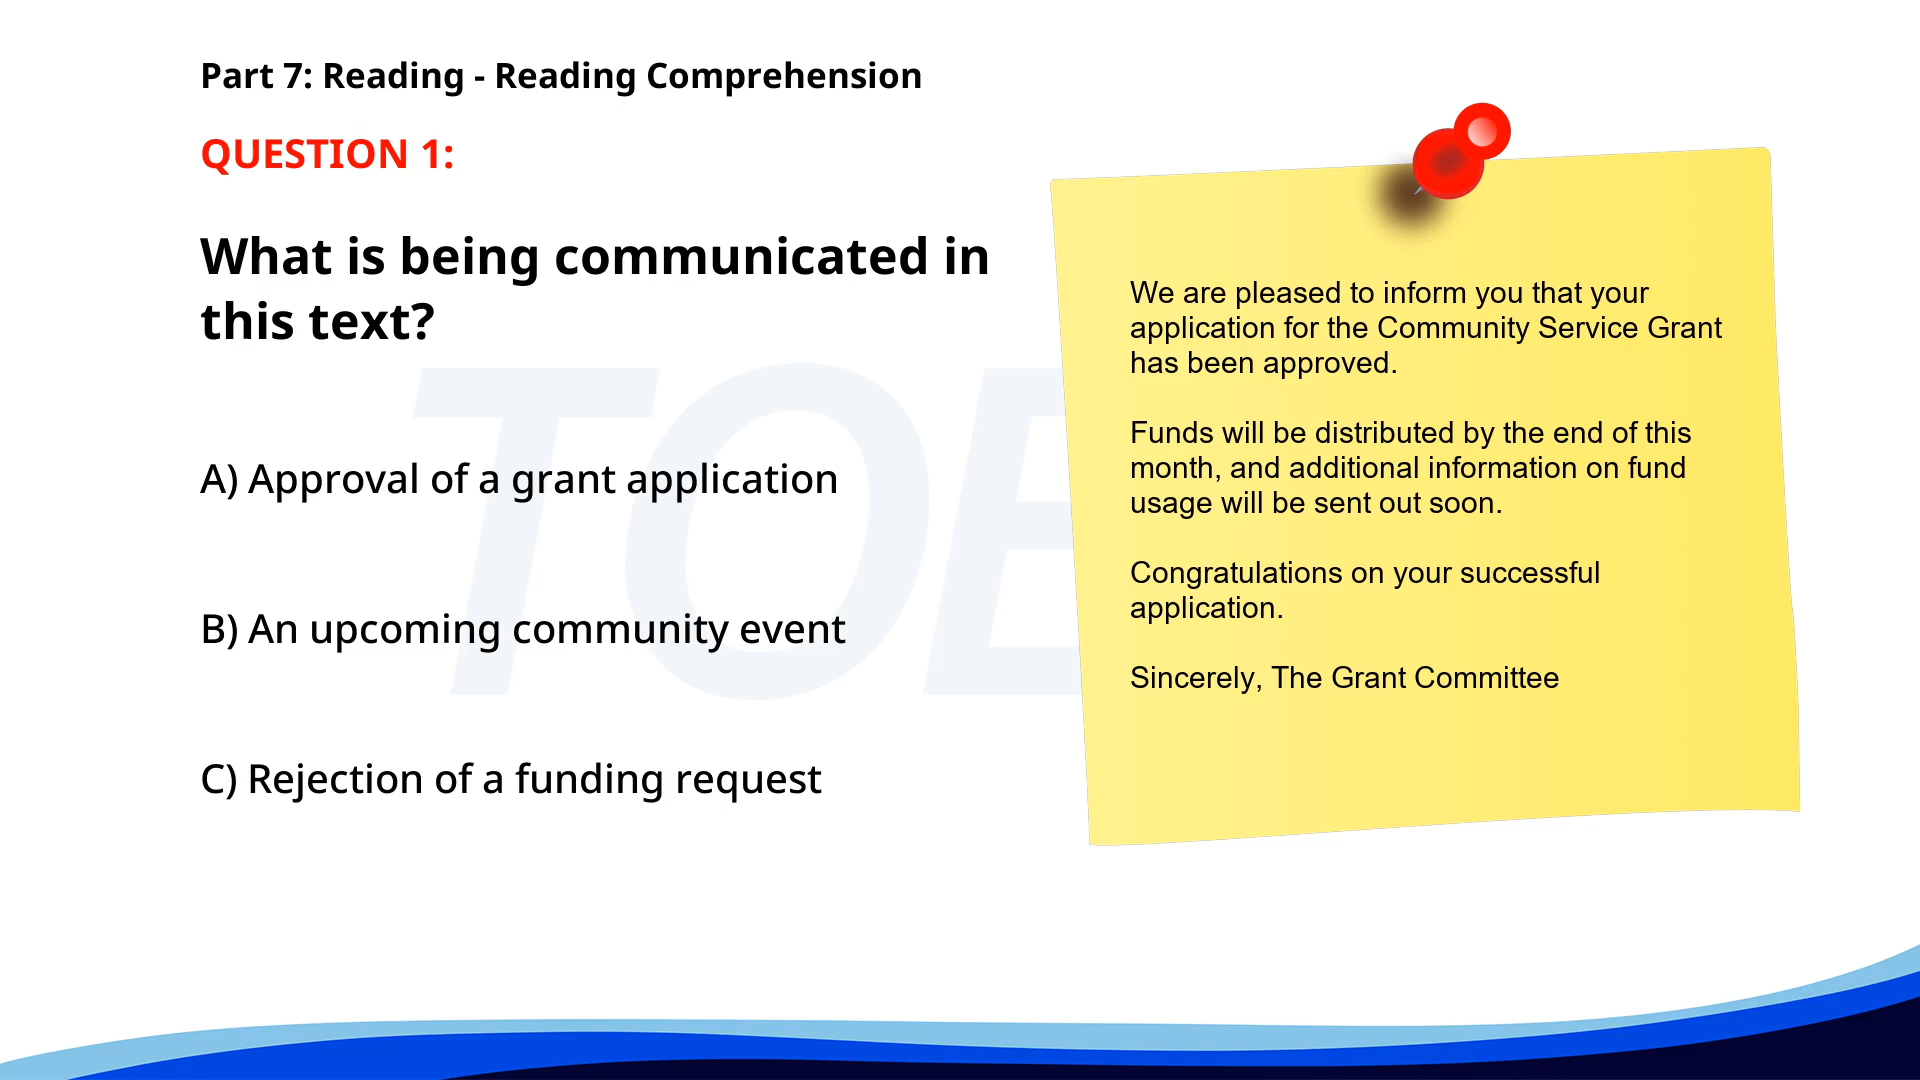 Part 7: Reading - Reading Comprehension
QUESTION 1:
What is being communicated in
this text?
A) Approval of a grant application
B) An upcoming community event
C) Rejection of a funding request
We are pleased to inform you that your
application for the Community Service Grant
has been approved.
Funds will be distributed by the end of this
month, and additional information on fund
usage will be sent out soon.
Congratulations on your successful
application.
Sincerely, The Grant Committee